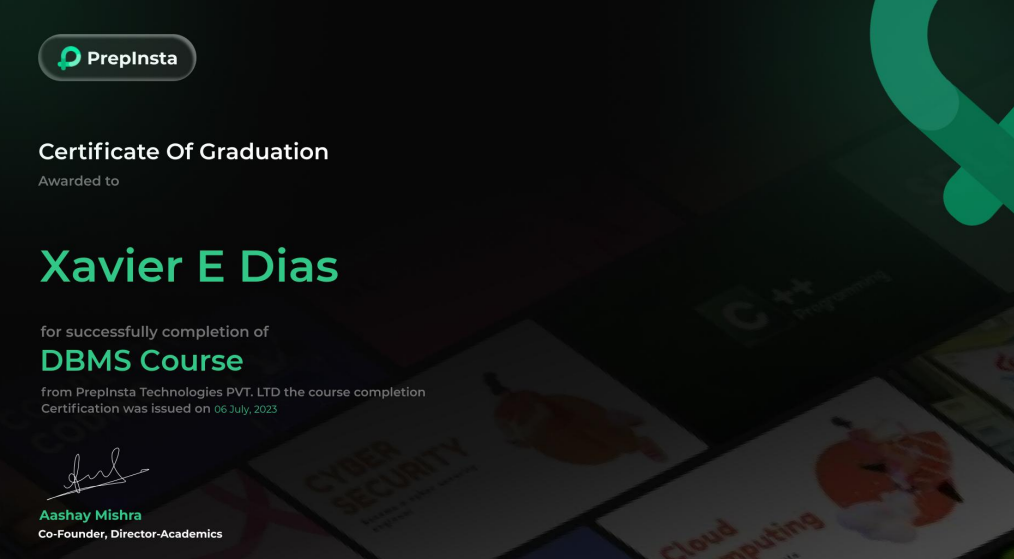 PrepInsta
Certificate Of Graduation
Awarded to
Xavier E Dias
for successfully completion of
DBMS Course
from PrepInsta Technologies PVT. LTD the course completion
Certification was issued on 06 July, 2023
Aashay Mishra
Co-Founder, Director-Academics
C++
Programming
CYBER
SECURITY
Cloud
Computing